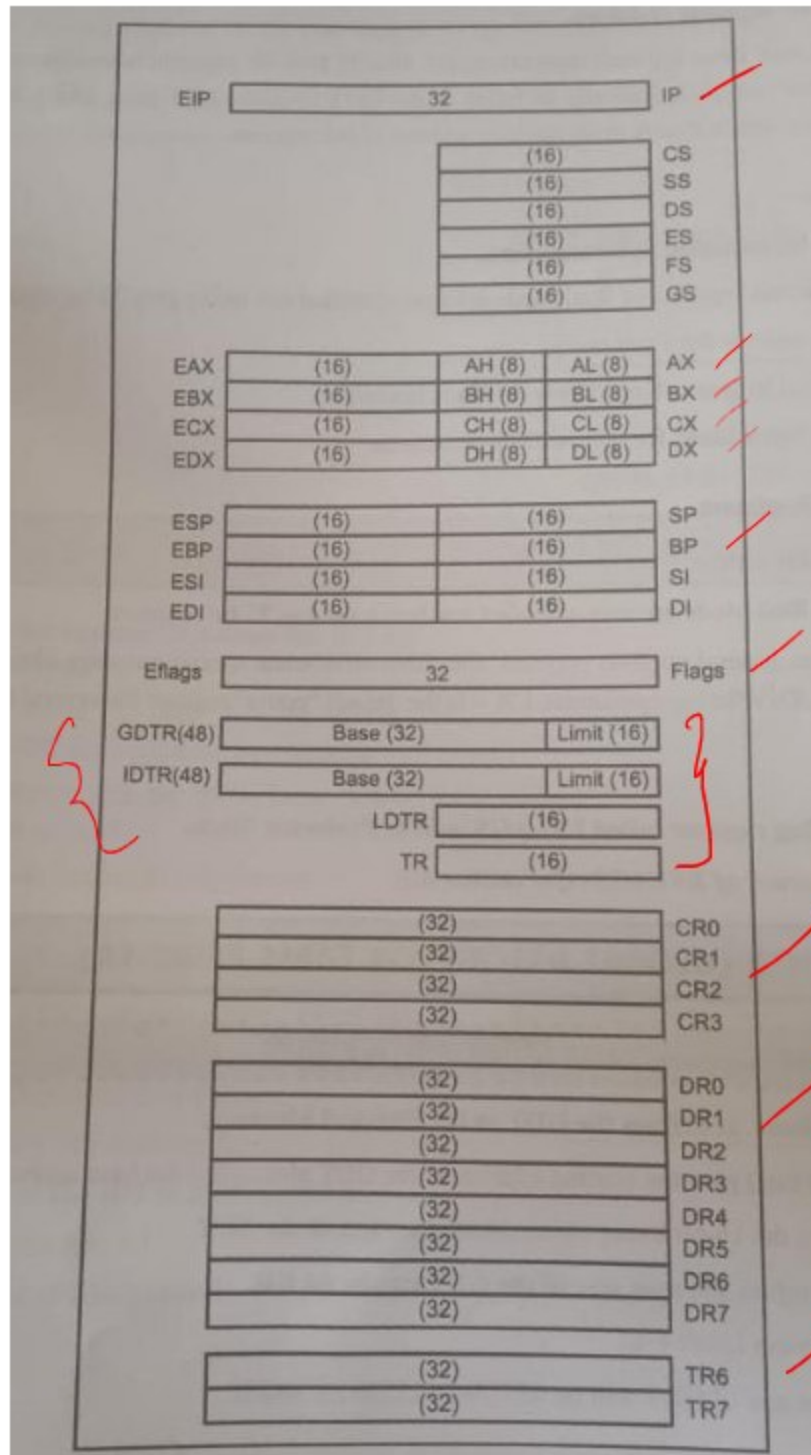 EIP 32 IP
(16) CS
(16) SS
(16) DS
(16) ES
(16) FS
(16) GS
EAX (16) AH (8) AL (8) AX
EBX (16) BH (8) BL (8) BX
ECX (16) CH (8) CL (8) CX
EDX (16) DH (8) DL (8) DX
ESP (16) (16) SP
EBP (16) (16) BP
ESI (16) (16) SI
EDI (16) (16) DI
Eflags 32 Flags
GDTR(48) Base (32) Limit (16)
IDTR(48) Base (32) Limit (16)
LDTR (16)
TR (16)
(32) CR0
(32) CR1
(32) CR2
(32) CR3
(32) DR0
(32) DR1
(32) DR2
(32) DR3
(32) DR4
(32) DR5
(32) DR6
(32) DR7
(32) TR6
(32) TR7